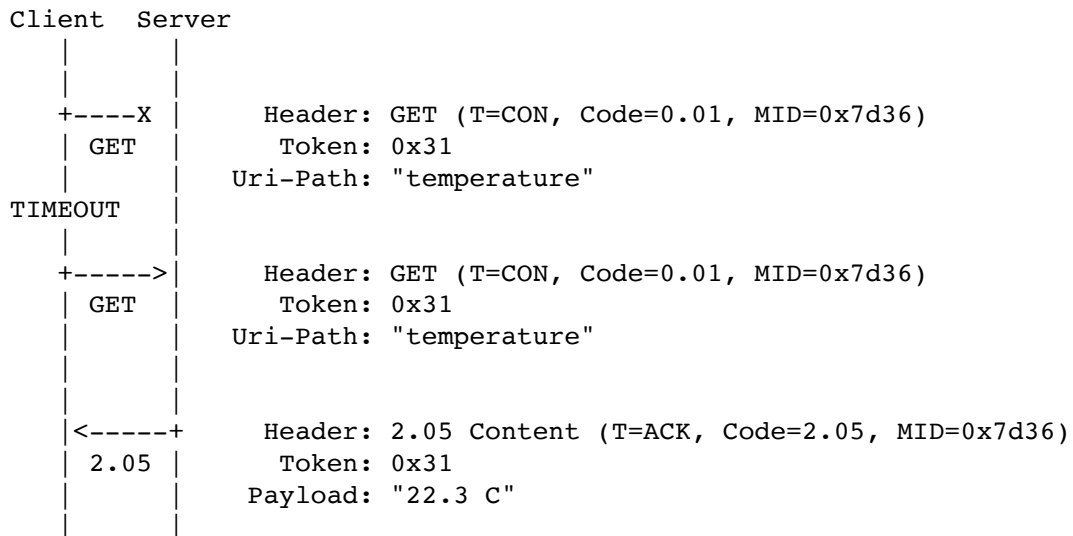 Client  Server
   |      |
   |      |
   +----X |     Header: GET (T=CON, Code=0.01, MID=0x7d36)
   | GET  |      Token: 0x31
   |      |   Uri-Path: "temperature"
TIMEOUT   |
   |      |
   +----->|     Header: GET (T=CON, Code=0.01, MID=0x7d36)
   | GET  |      Token: 0x31
   |      |   Uri-Path: "temperature"
   |      |
   |      |
   |<-----+     Header: 2.05 Content (T=ACK, Code=2.05, MID=0x7d36)
   | 2.05 |      Token: 0x31
   |      |    Payload: "22.3 C"
   |      |